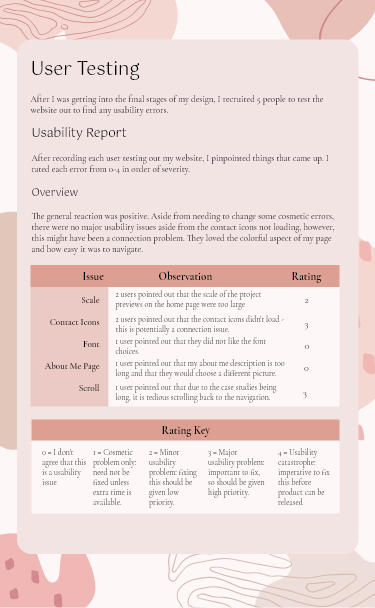 User Testing
After I was getting into the final stages of my design, I recruited 5 people to test the
website out to find any usability errors.
Usability Report
After recording each user testing out my website, I pinpointed things that came up. I
rated each error from 0-4 in order of severity.
Overview
The general reaction was positive. Aside from needing to change some cosmetic errors,
there were no major usability issues aside from the contact icons not loading, however,
this might have been a connection problem. They loved the colorful aspect of my page
and how easy it was to navigate.
Issue Observation Rating
Scale 2 users pointed out that the scale of the project
previews on the home page were too large 2
Contact Icons 2 users pointed out that the contact icons didn't load -
this is potentially a connection issue. 3
Font 1 user pointed out that they did not like the font
choices. 0
About Me Page 1 user pointed out that my about me description is too
long and that they would choose a different picture. 0
Scroll 1 user pointed out that due to the case studies being
long, it is tedious scrolling back to the navigation. 3
Rating Key
0 = I don't
agree that this
is a usability
issue
1 = Cosmetic
problem only:
need not be
fixed unless
extra time is
available.
2 = Minor
usability
problem: fixing
this should be
given low
priority.
3 = Major
usability problem:
important to fix,
so should be given
high priority.
4 = Usability
catastrophe:
imperative to fix
this before
product can be
released